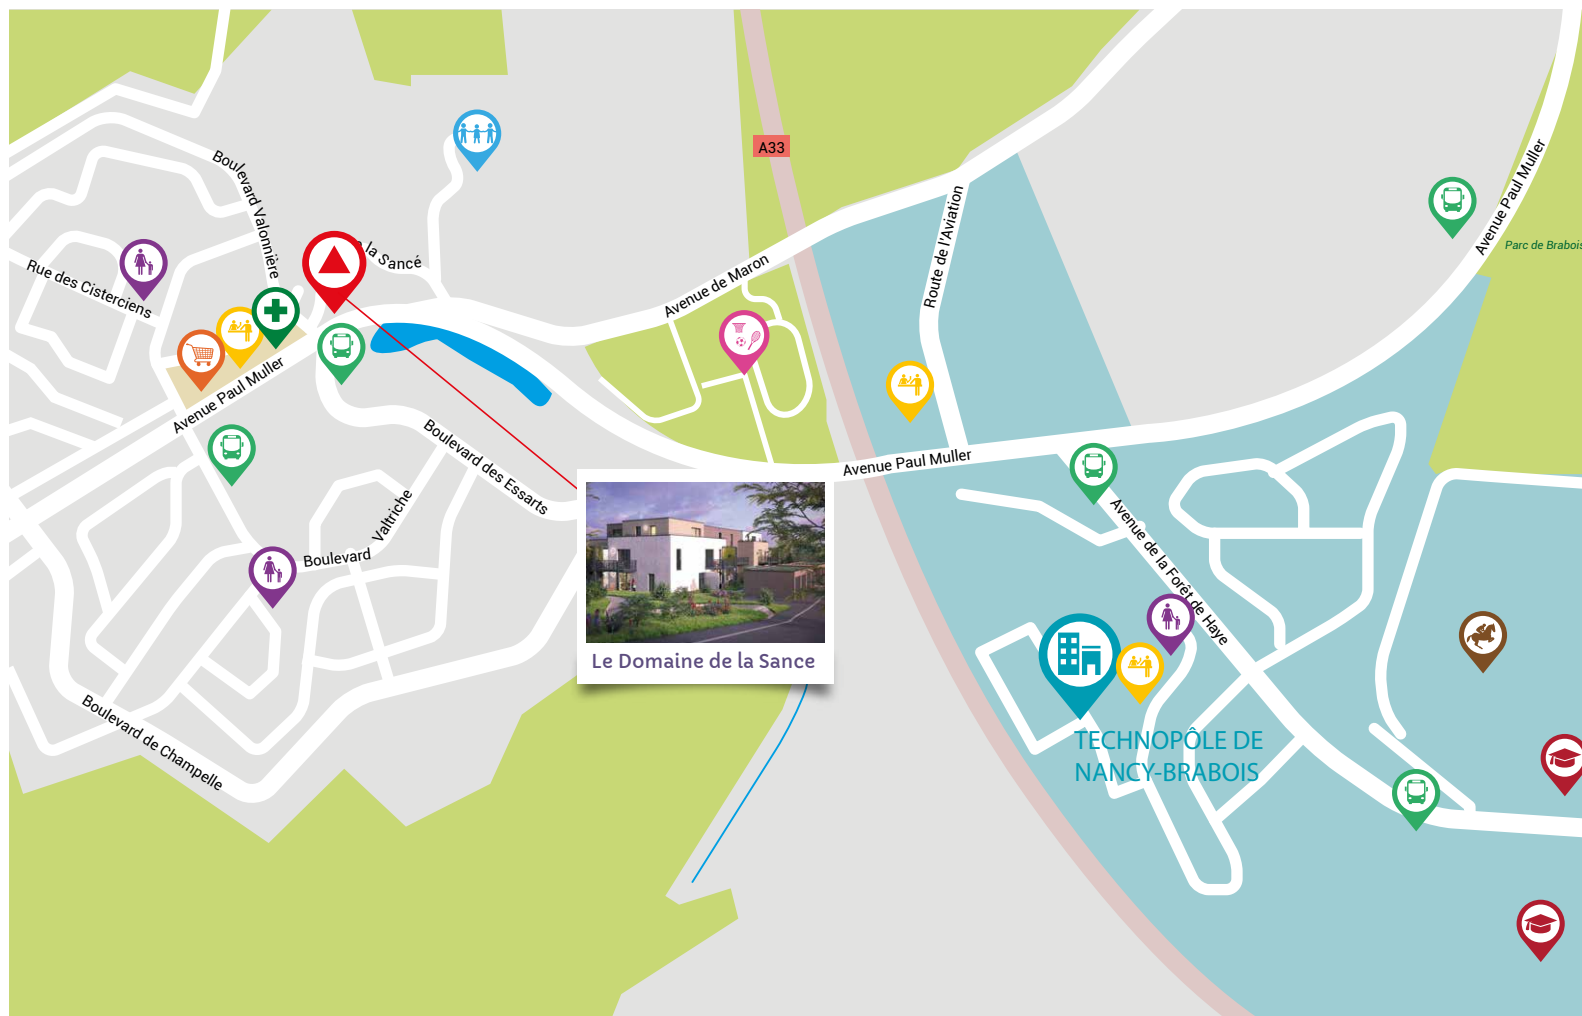 A33
Boulevard Valonnière
Avenue Paul Muller
la Sancé
Parc de Brabois
Route de l'Aviation
Rue des Cisterciens
Avenue de Maron
Avenue Paul Muller
Boulevard des Essarts
Avenue Paul Muller
Boulevard Valtriche
Avenue de la Forêt de Haye
Le Domaine de la Sance
Boulevard de Champelle
TECHNOPÔLE DE
NANCY-BRABOIS